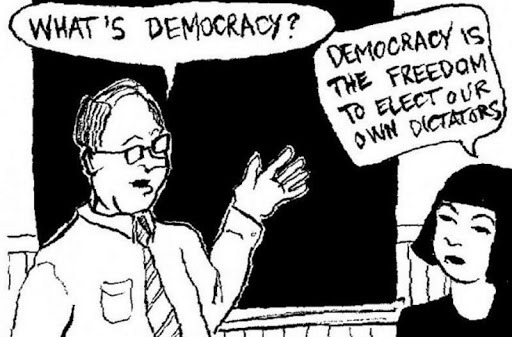 WHAT'S DEMOCRACY?
DEMOCRACY IS
THE FREEDOM
TO ELECT OUR
OWN DICTATORS